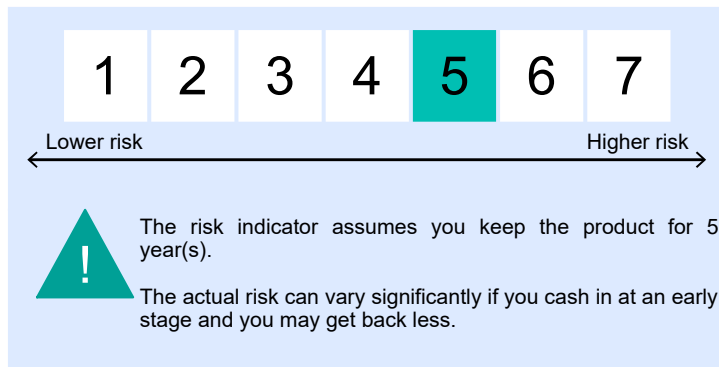 1 2 3 4 5 6 7
Lower risk Higher risk
The risk indicator assumes you keep the product for 5
year(s).
!
The actual risk can vary significantly if you cash in at an early
stage and you may get back less.